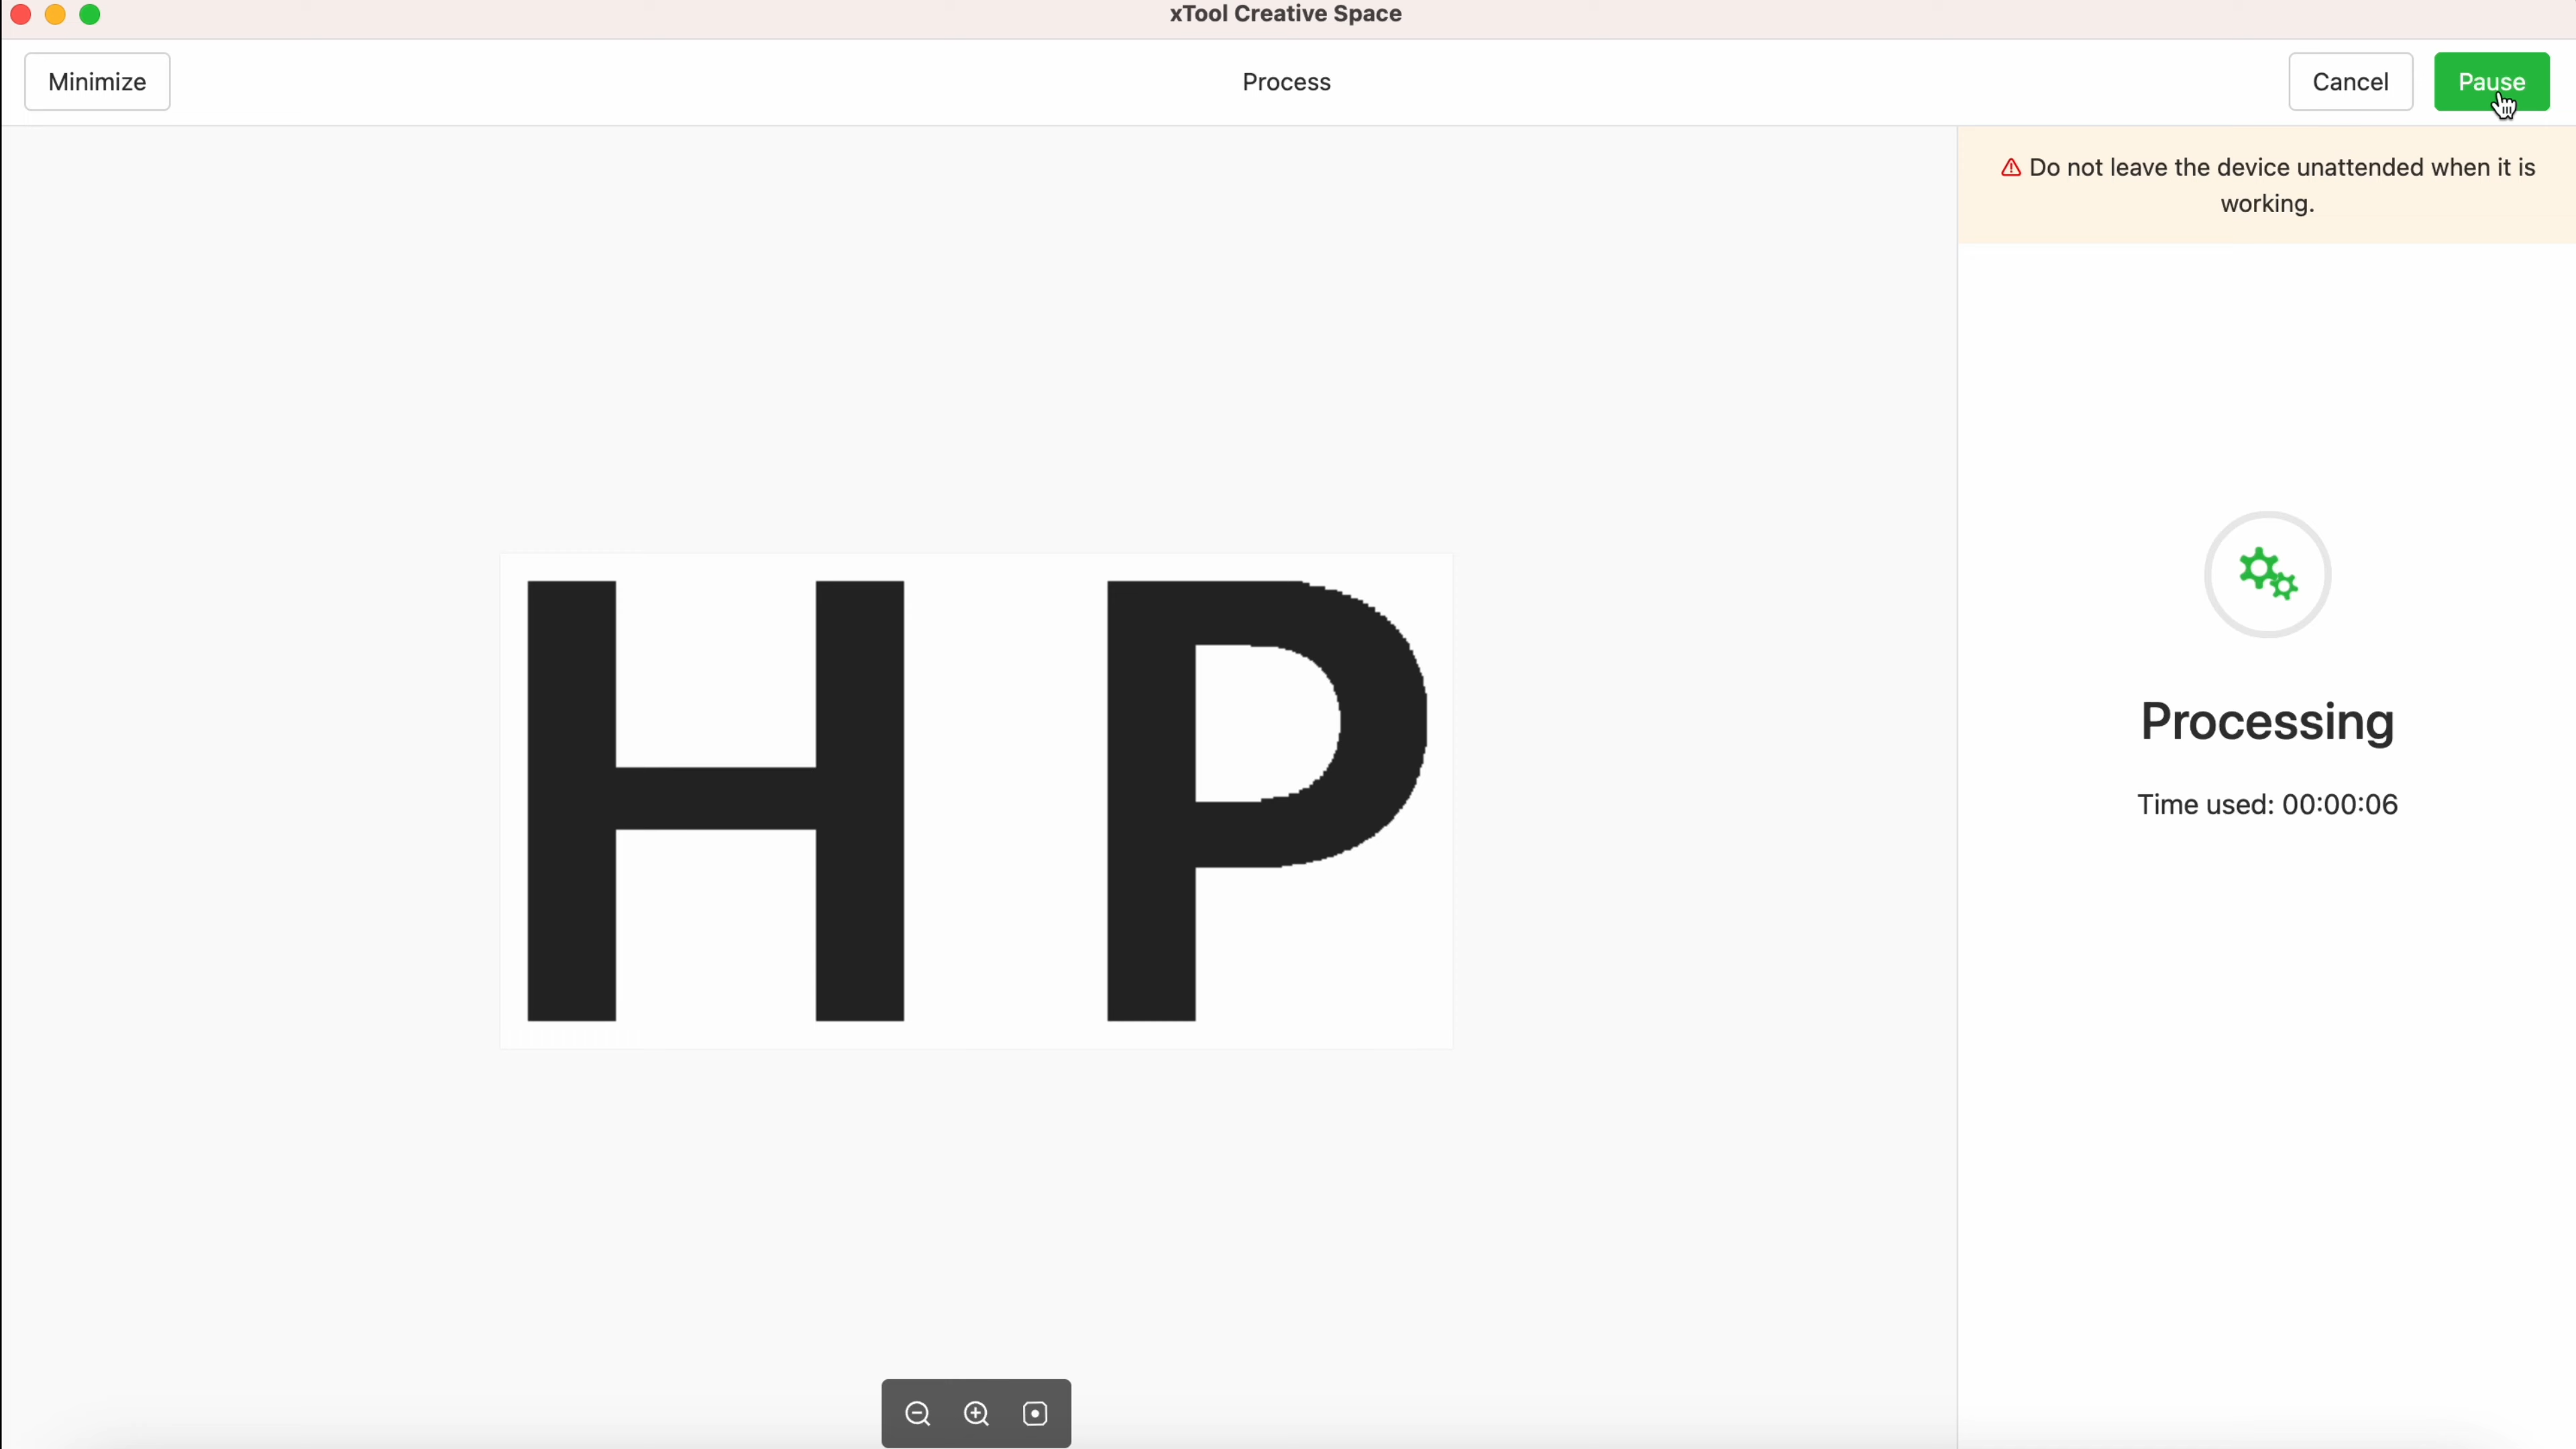 xTool Creative Space
Minimize
Process
Cancel
Pause
Do not leave the device unattended when it is
working.
H P
Processing
Time used: 00:00:06